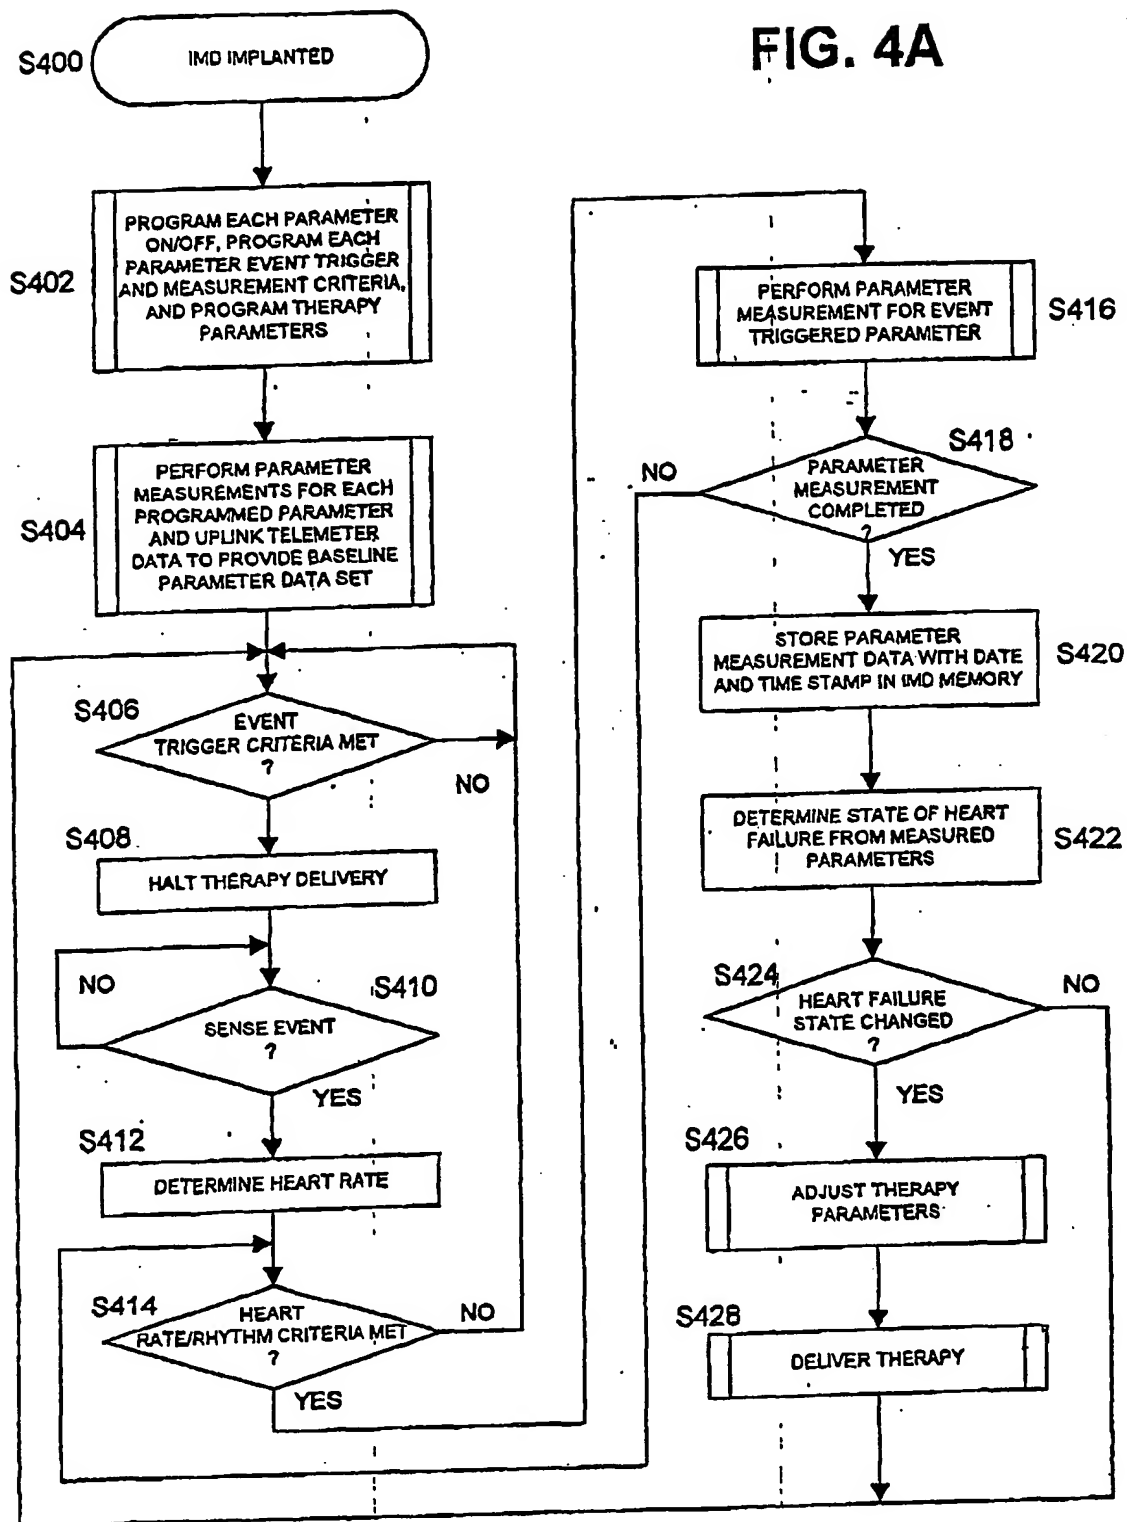 FIG. 4A
S400
IMD IMPLANTED
S402
PROGRAM EACH PARAMETER
ON/OFF, PROGRAM EACH
PARAMETER EVENT TRIGGER
AND MEASUREMENT CRITERIA,
AND PROGRAM THERAPY
PARAMETERS
S404
PERFORM PARAMETER
MEASUREMENTS FOR EACH
PROGRAMMED PARAMETER
AND UPLINK TELEMETER
DATA TO PROVIDE BASELINE
PARAMETER DATA SET
S406
EVENT
TRIGGER CRITERIA MET
?
NO
S408
HALT THERAPY DELIVERY
NO
S410
SENSE EVENT
?
YES
S412
DETERMINE HEART RATE
S414
HEART
RATE/RHYTHM CRITERIA MET
?
NO
YES
PERFORM PARAMETER
MEASUREMENT FOR EVENT
TRIGGERED PARAMETER
S416
S418
NO
PARAMETER
MEASUREMENT
COMPLETED
?
YES
STORE PARAMETER
MEASUREMENT DATA WITH DATE
AND TIME STAMP IN IMD MEMORY
S420
DETERMINE STATE OF HEART
FAILURE FROM MEASURED
PARAMETERS
S422
S424
HEART FAILURE
STATE CHANGED
?
NO
YES
S426
ADJUST THERAPY
PARAMETERS
S428
DELIVER THERAPY